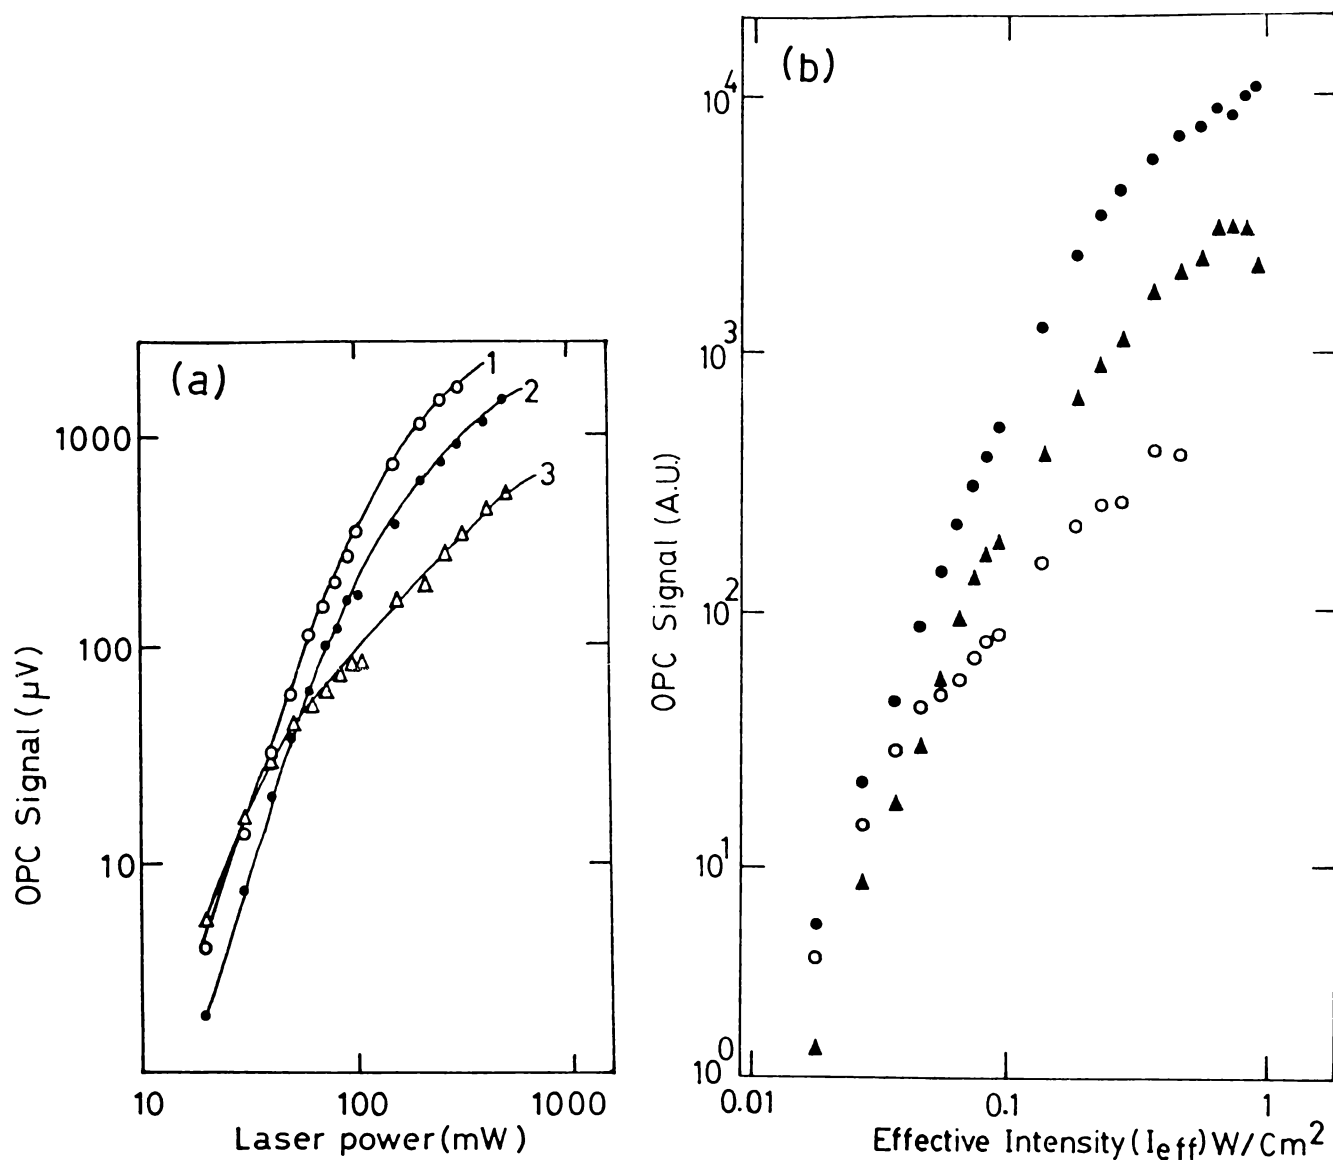 (a)
1
2
3
1000
100
10
OPC Signal (µV)
10 100 1000
Laser power (mW)
(b)
10⁴
10³
10²
10¹
10⁰
OPC Signal (A.U.)
0.01 0.1 1
Effective Intensity (I_eff) W/Cm²